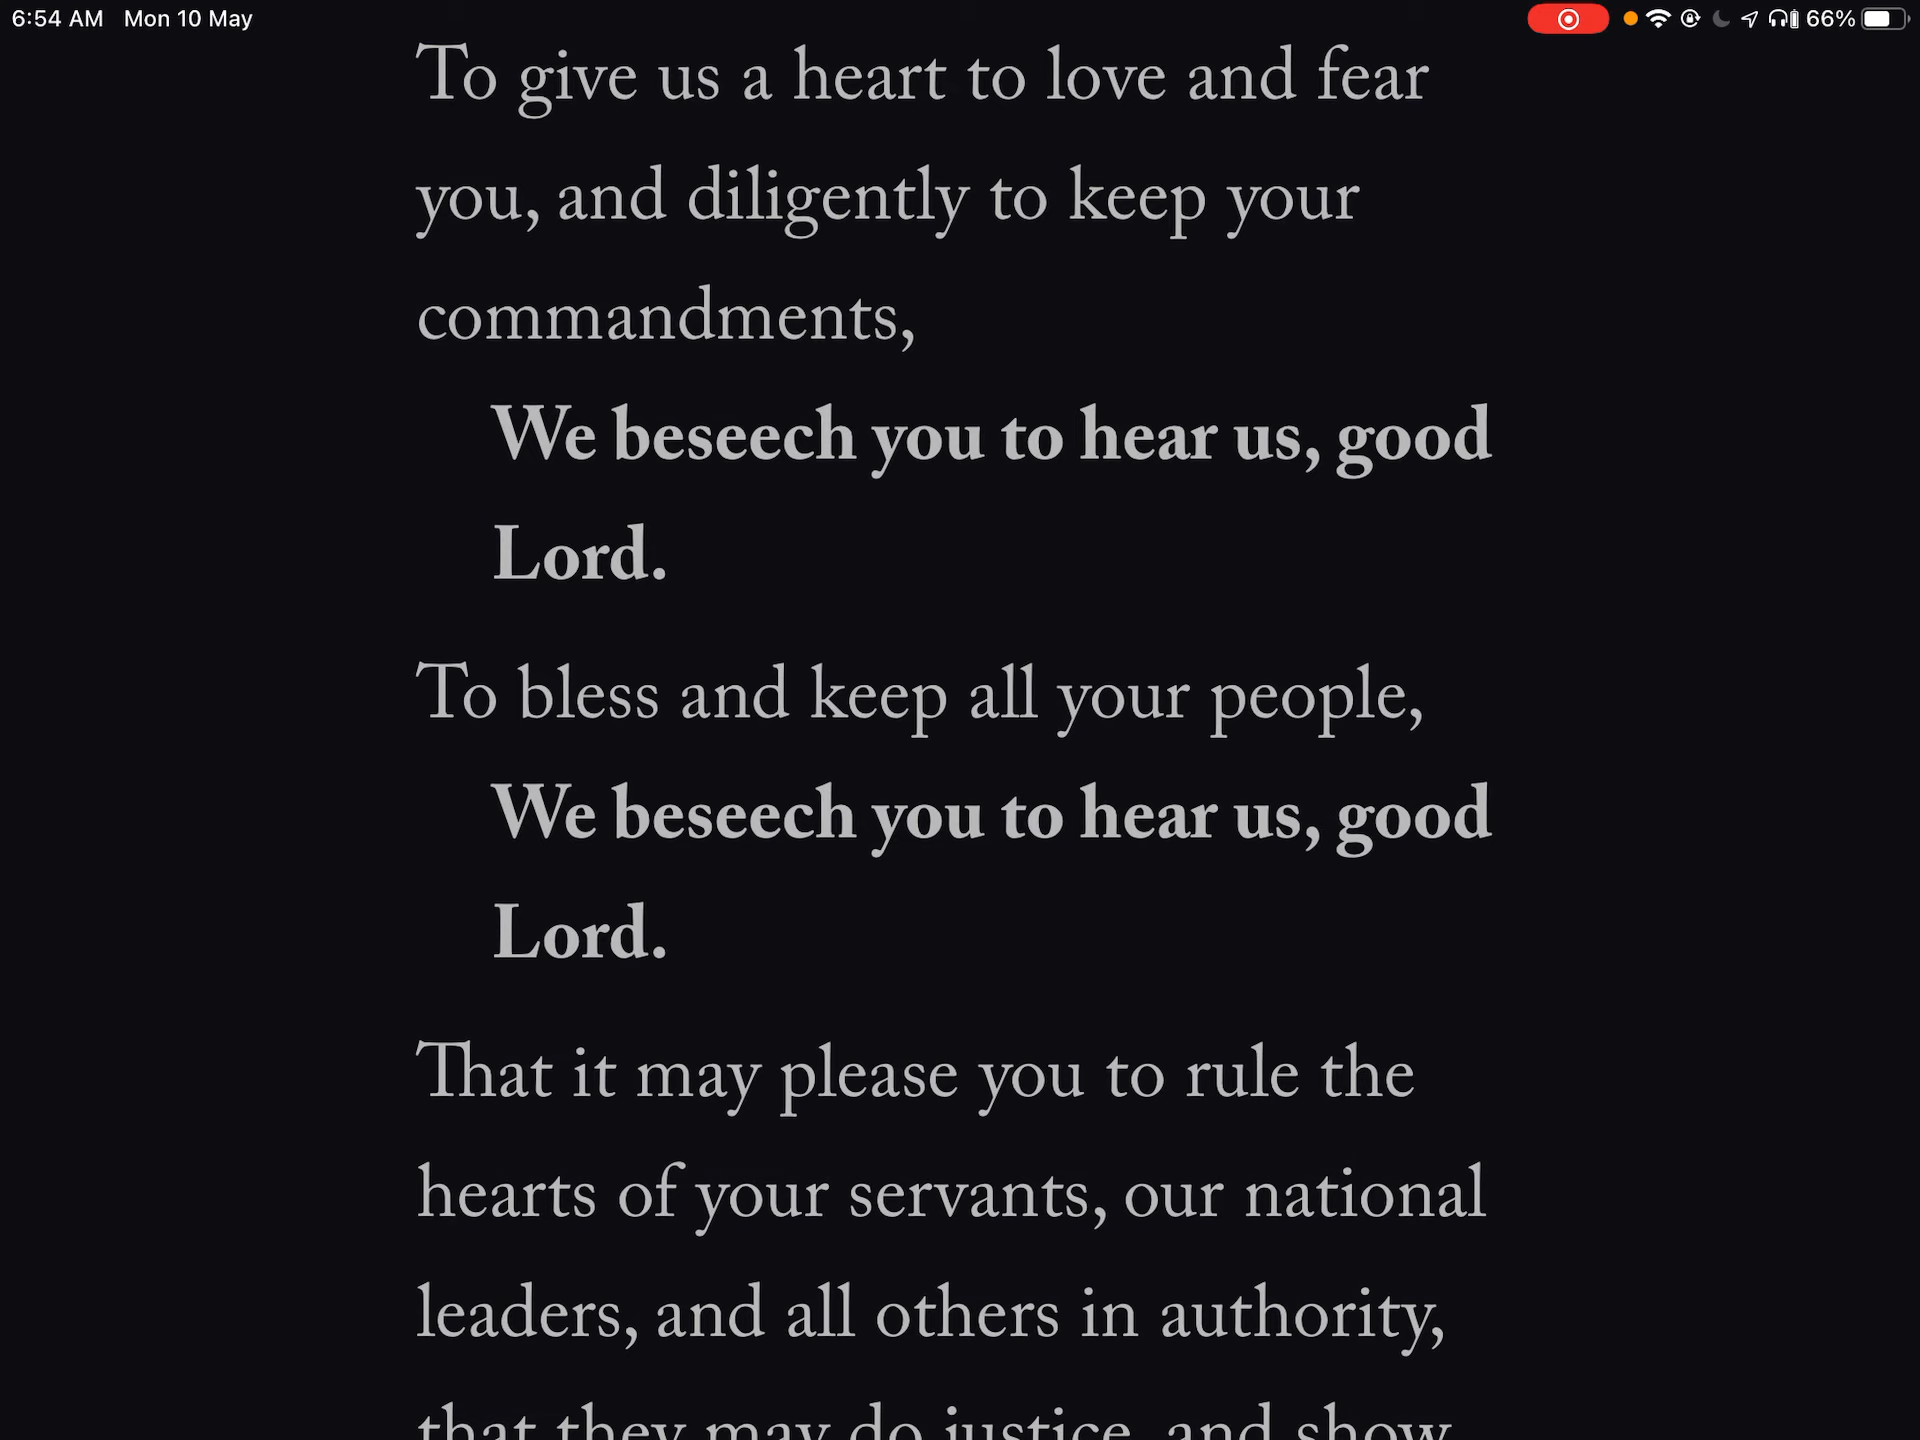 6:54 AM Mon 10 May 66%
To give us a heart to love and fear
you, and diligently to keep your
commandments,
We beseech you to hear us, good
Lord.
To bless and keep all your people,
We beseech you to hear us, good
Lord.
That it may please you to rule the
hearts of your servants, our national
leaders, and all others in authority,
that they may do justice, and show